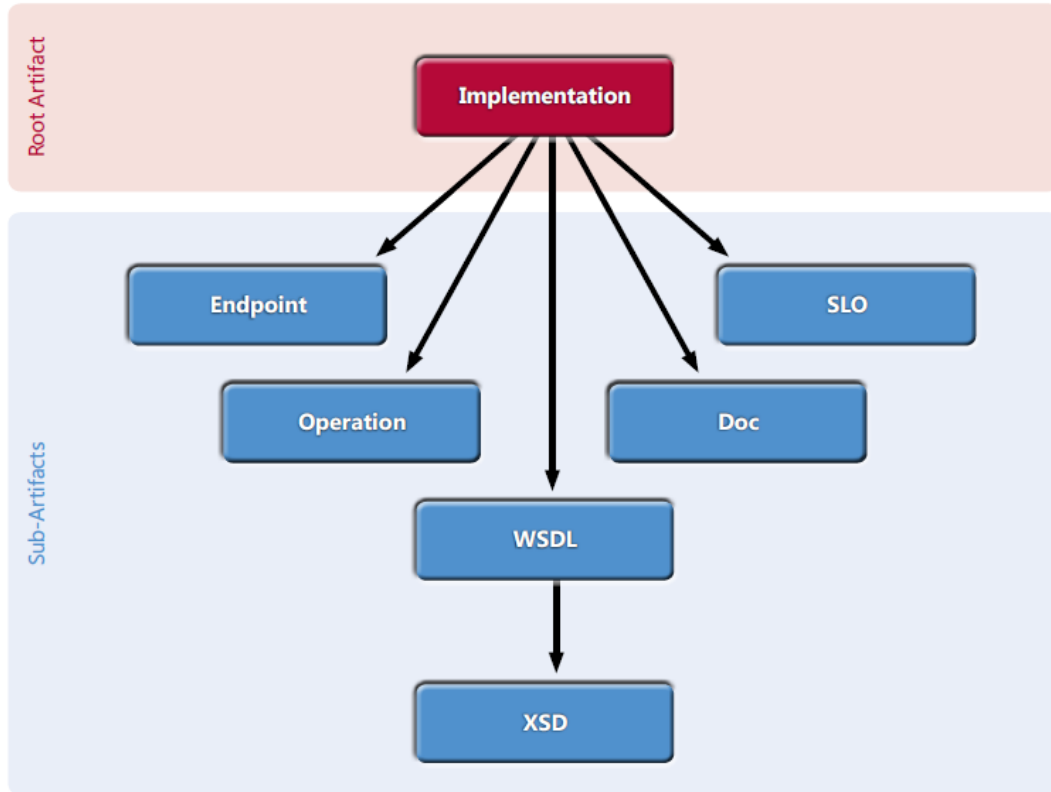 Root Artifact
Implementation
Sub-Artifacts
Endpoint
SLO
Operation
Doc
WSDL
XSD